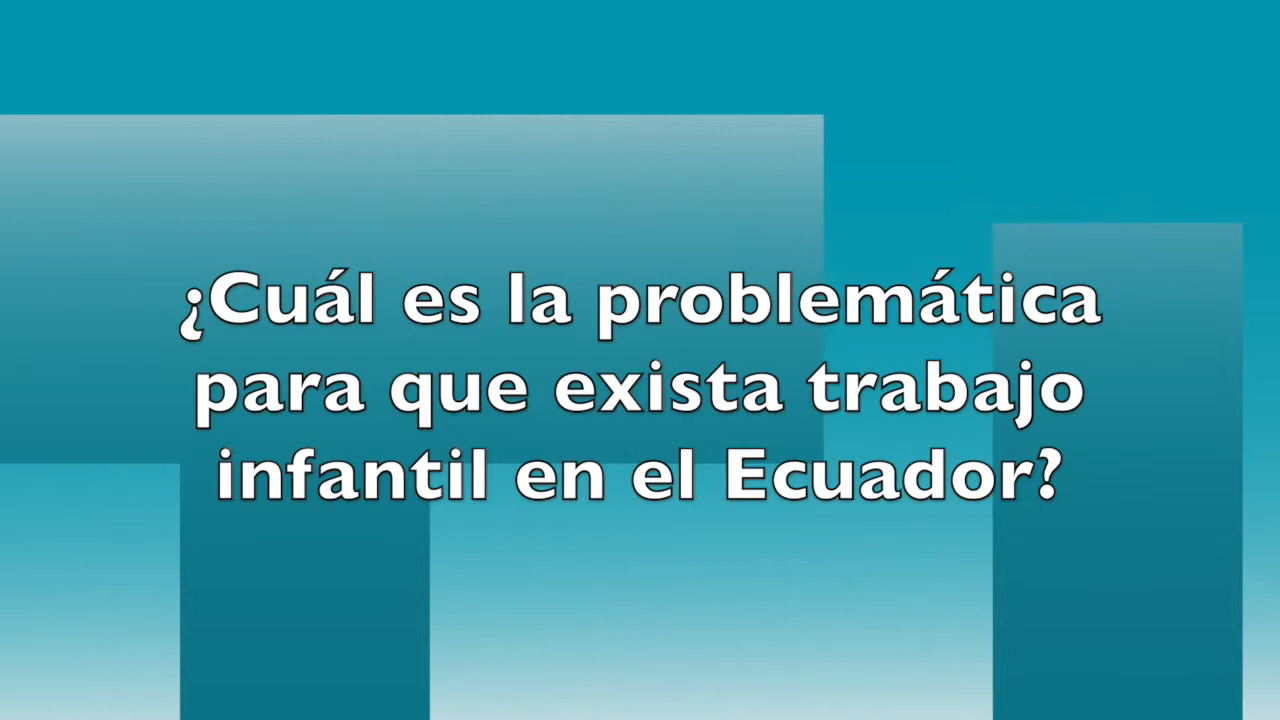 ¿Cuál es la problemática
para que exista trabajo
infantil en el Ecuador?